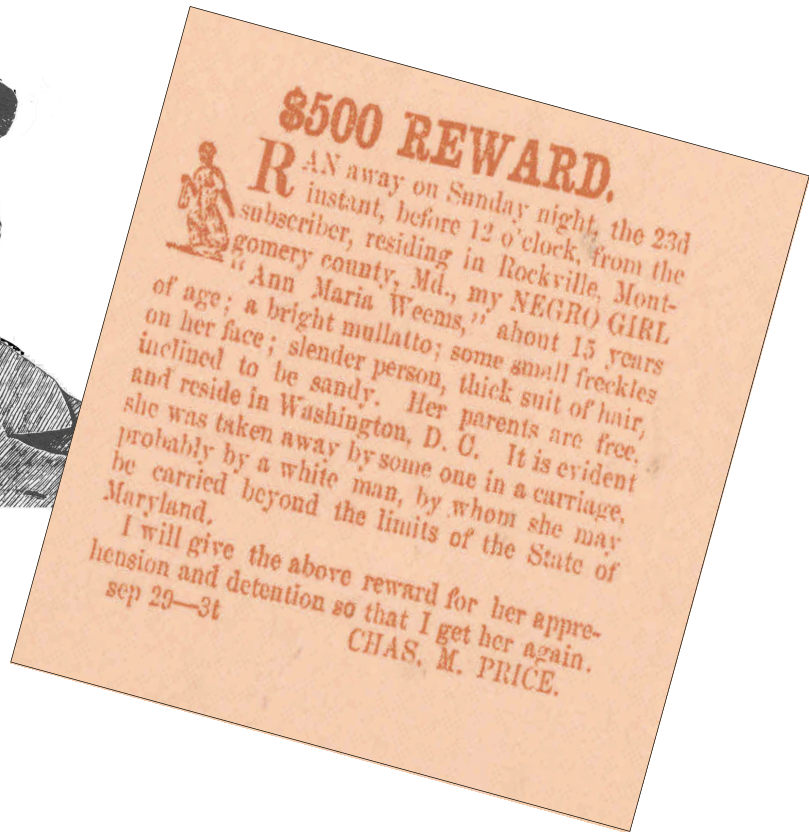 $500 REWARD.
RAN away on Sunday night, the 23d
instant, before 12 o'clock, from the
subscriber, residing in Rockville, Mont-
gomery county, Md., my NEGRO GIRL
"Ann Maria Weems," about 15 years
of age; a bright mullatto; some small freckles
on her face; slender person, thick suit of hair,
inclined to be sandy. Her parents are free,
and reside in Washington, D. C. It is evident
she was taken away by some one in a carriage,
probably by a white man, by whom she may
be carried beyond the limits of the State of
Maryland.
I will give the above reward for her appre-
hension and detention so that I get her again.
sep 29—3t
CHAS. M. PRICE.